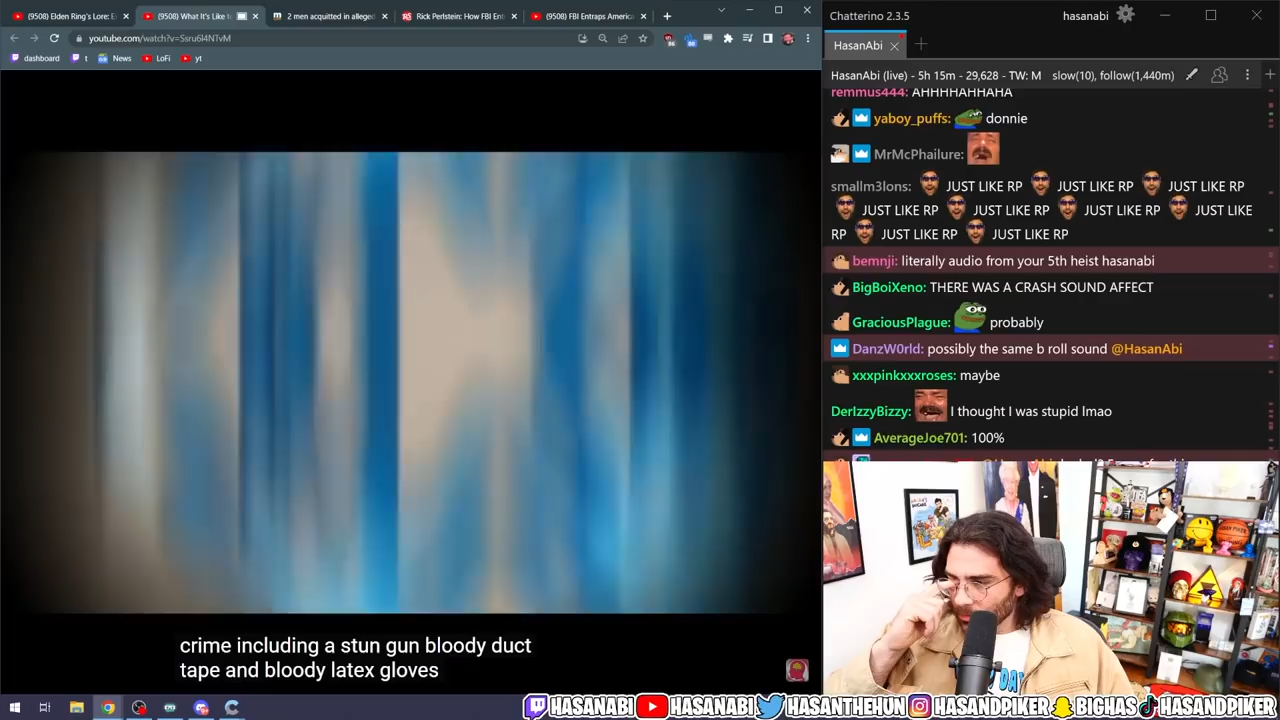 (9508) Elden Ring's Lore: E
(9508) What It's Like to
2 men acquitted in alleged
Rick Perlstein: How FBI Ent
(9508) FBI Entraps America
youtube.com/watch?v=Ssru6I4NTvM
dashboard
t
News
LoFi
yt
crime including a stun gun bloody duct
tape and bloody latex gloves
Chatterino 2.3.5
hasanabi
HasanAbi
HasanAbi (live) - 5h 15m - 29,628 - TW: M
slow(10), follow(1,440m)
remmus444: AHHHHAHHAHA
yaboy_puffs: donnie
MrMcPhailure:
smallm3lons: JUST LIKE RP JUST LIKE RP JUST LIKE RP
JUST LIKE RP JUST LIKE RP JUST LIKE RP JUST LIKE
RP JUST LIKE RP JUST LIKE RP
bemnji: literally audio from your 5th heist hasanabi
BigBoiXeno: THERE WAS A CRASH SOUND AFFECT
GraciousPlague: probably
DanzW0rld: possibly the same b roll sound @HasanAbi
xxxpinkxxxroses: maybe
DerIzzyBizzy: I thought I was stupid lmao
AverageJoe701: 100%
HASANABI HASANABI HASANTHEHUN HASANDPIKER BIGHAS HASANDPIKER